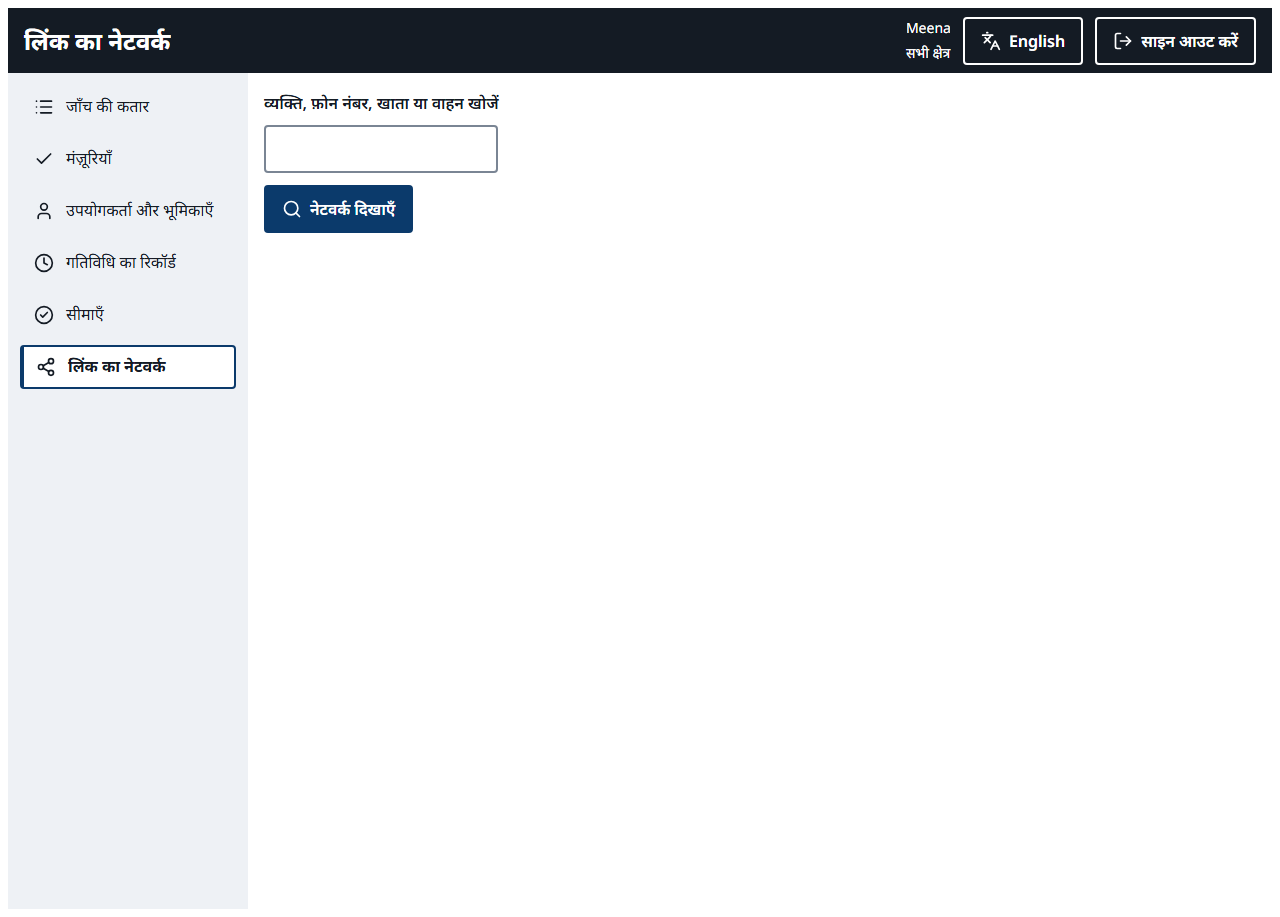 लिंक का नेटवर्क
Meena
सभी क्षेत्र
English
साइन आउट करें
जाँच की कतार
मंज़ूरियाँ
उपयोगकर्ता और भूमिकाएँ
गतिविधि का रिकॉर्ड
सीमाएँ
लिंक का नेटवर्क
व्यक्ति, फ़ोन नंबर, खाता या वाहन खोजें
नेटवर्क दिखाएँ